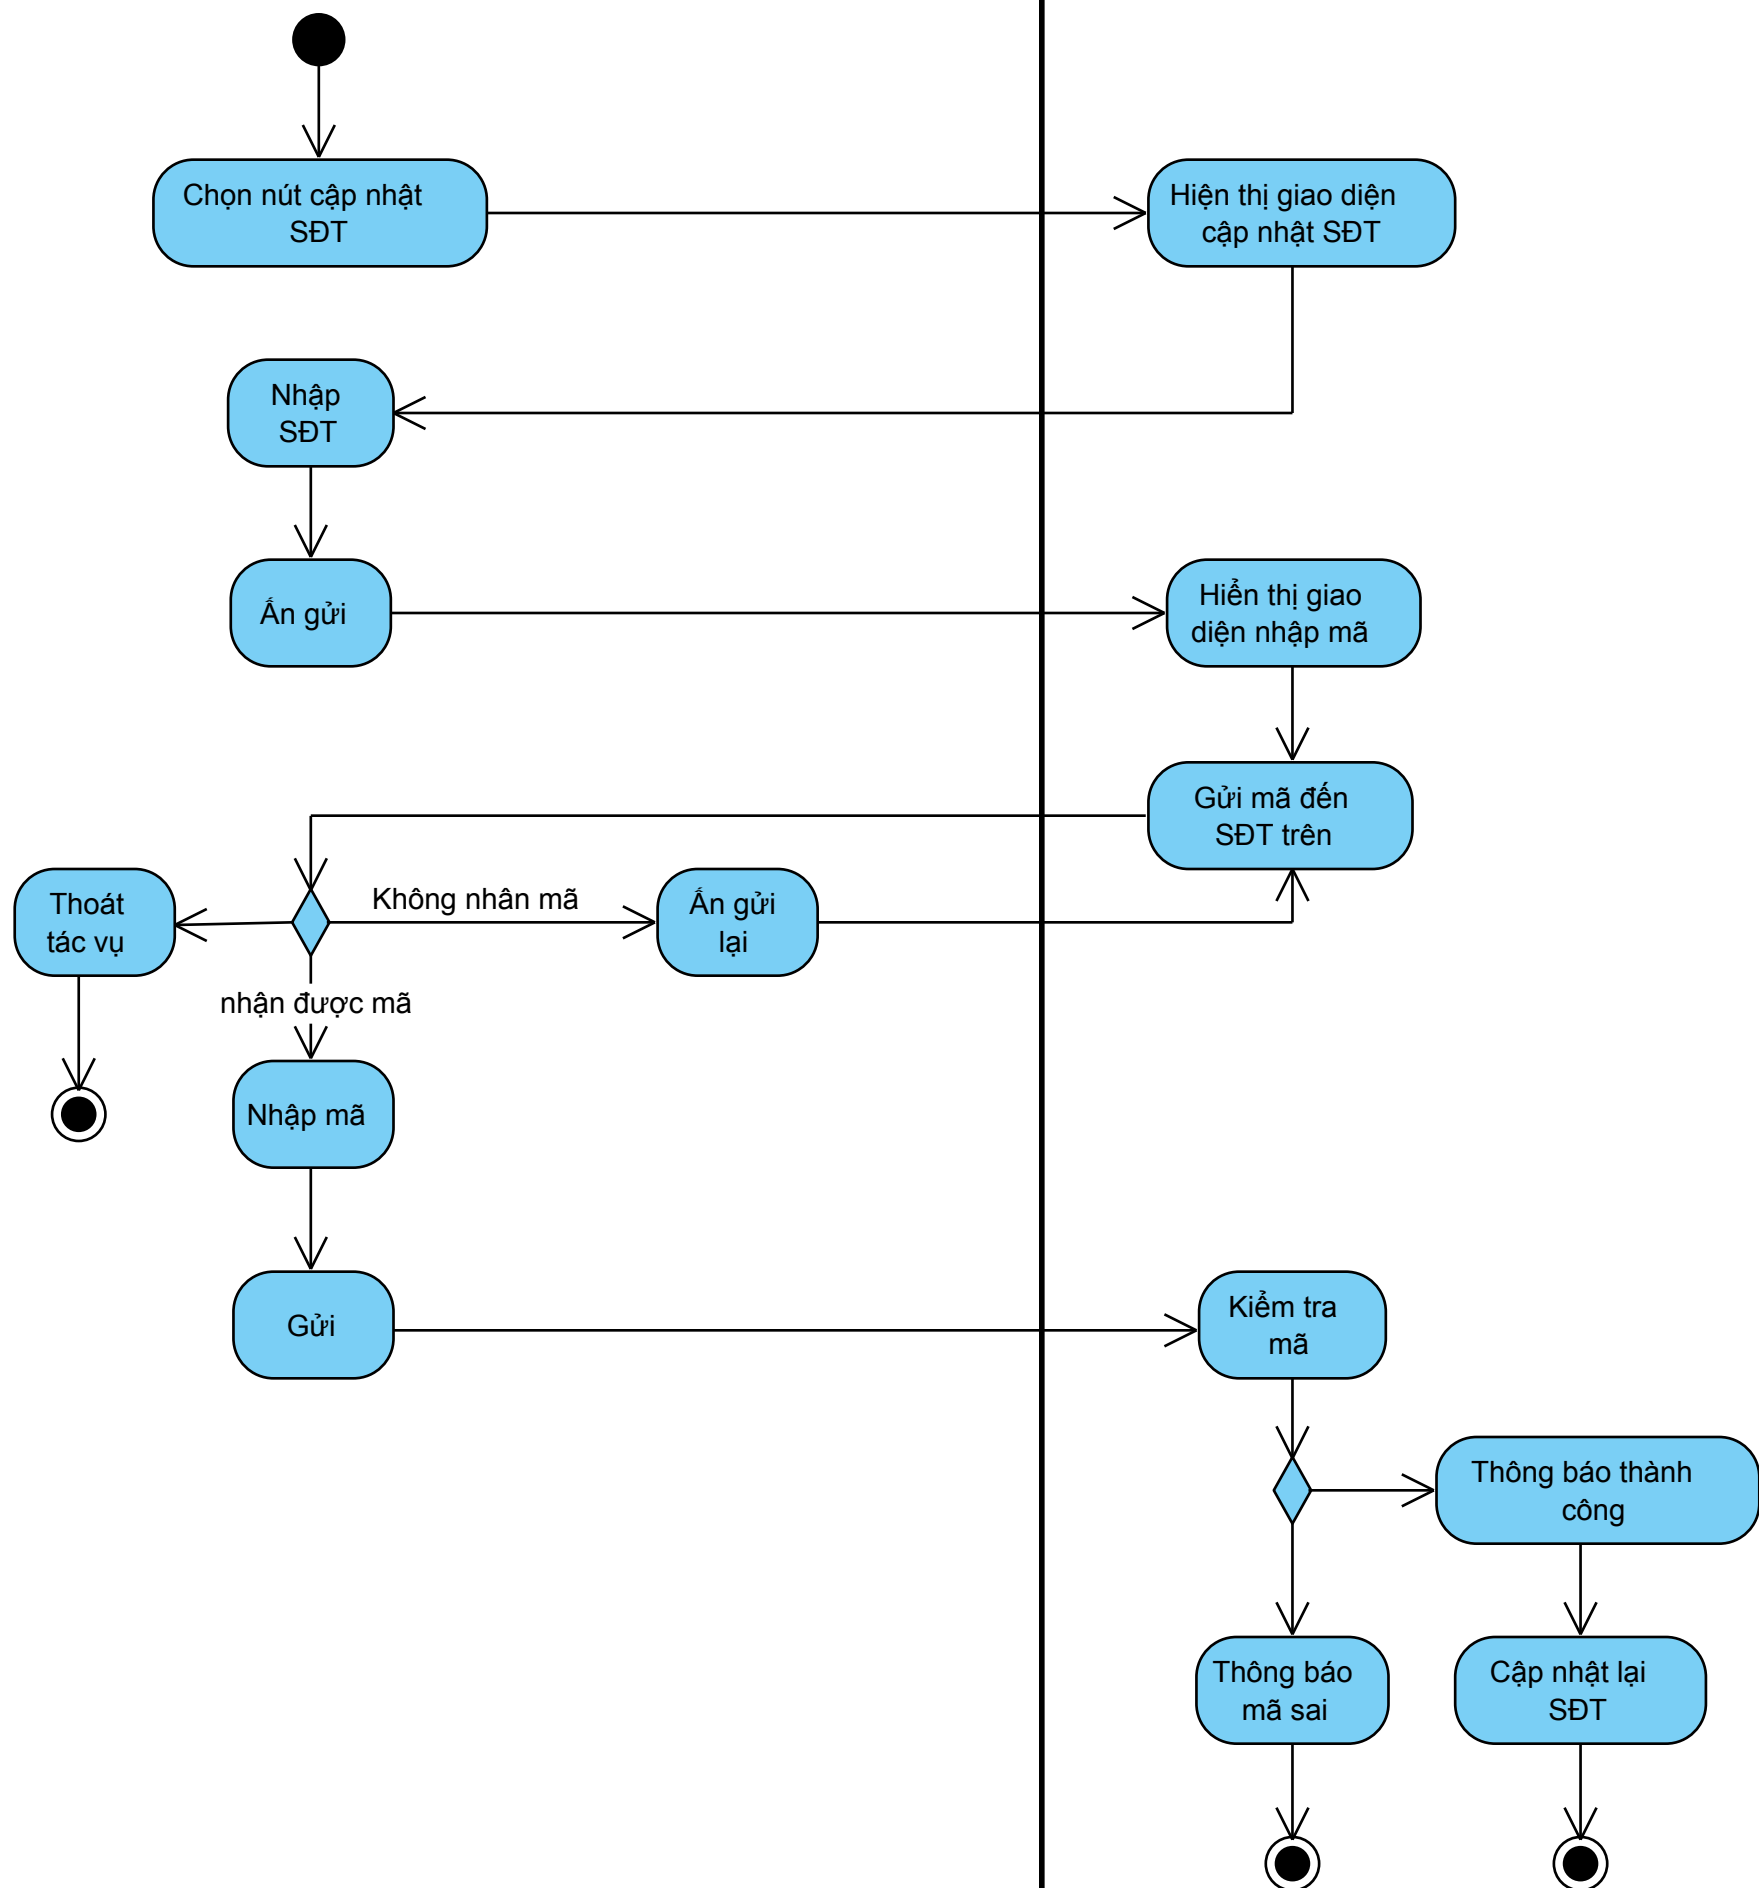 Chọn nút cập nhật
SĐT
Hiện thị giao diện
cập nhật SĐT
Nhập
SĐT
Ấn gửi
Hiển thị giao
diện nhập mã
Gửi mã đến
SĐT trên
Thoát
tác vụ
Không nhân mã
Ấn gửi
lại
nhận được mã
Nhập mã
Gửi
Kiểm tra
mã
Thông báo thành
công
Thông báo
mã sai
Cập nhật lại
SĐT